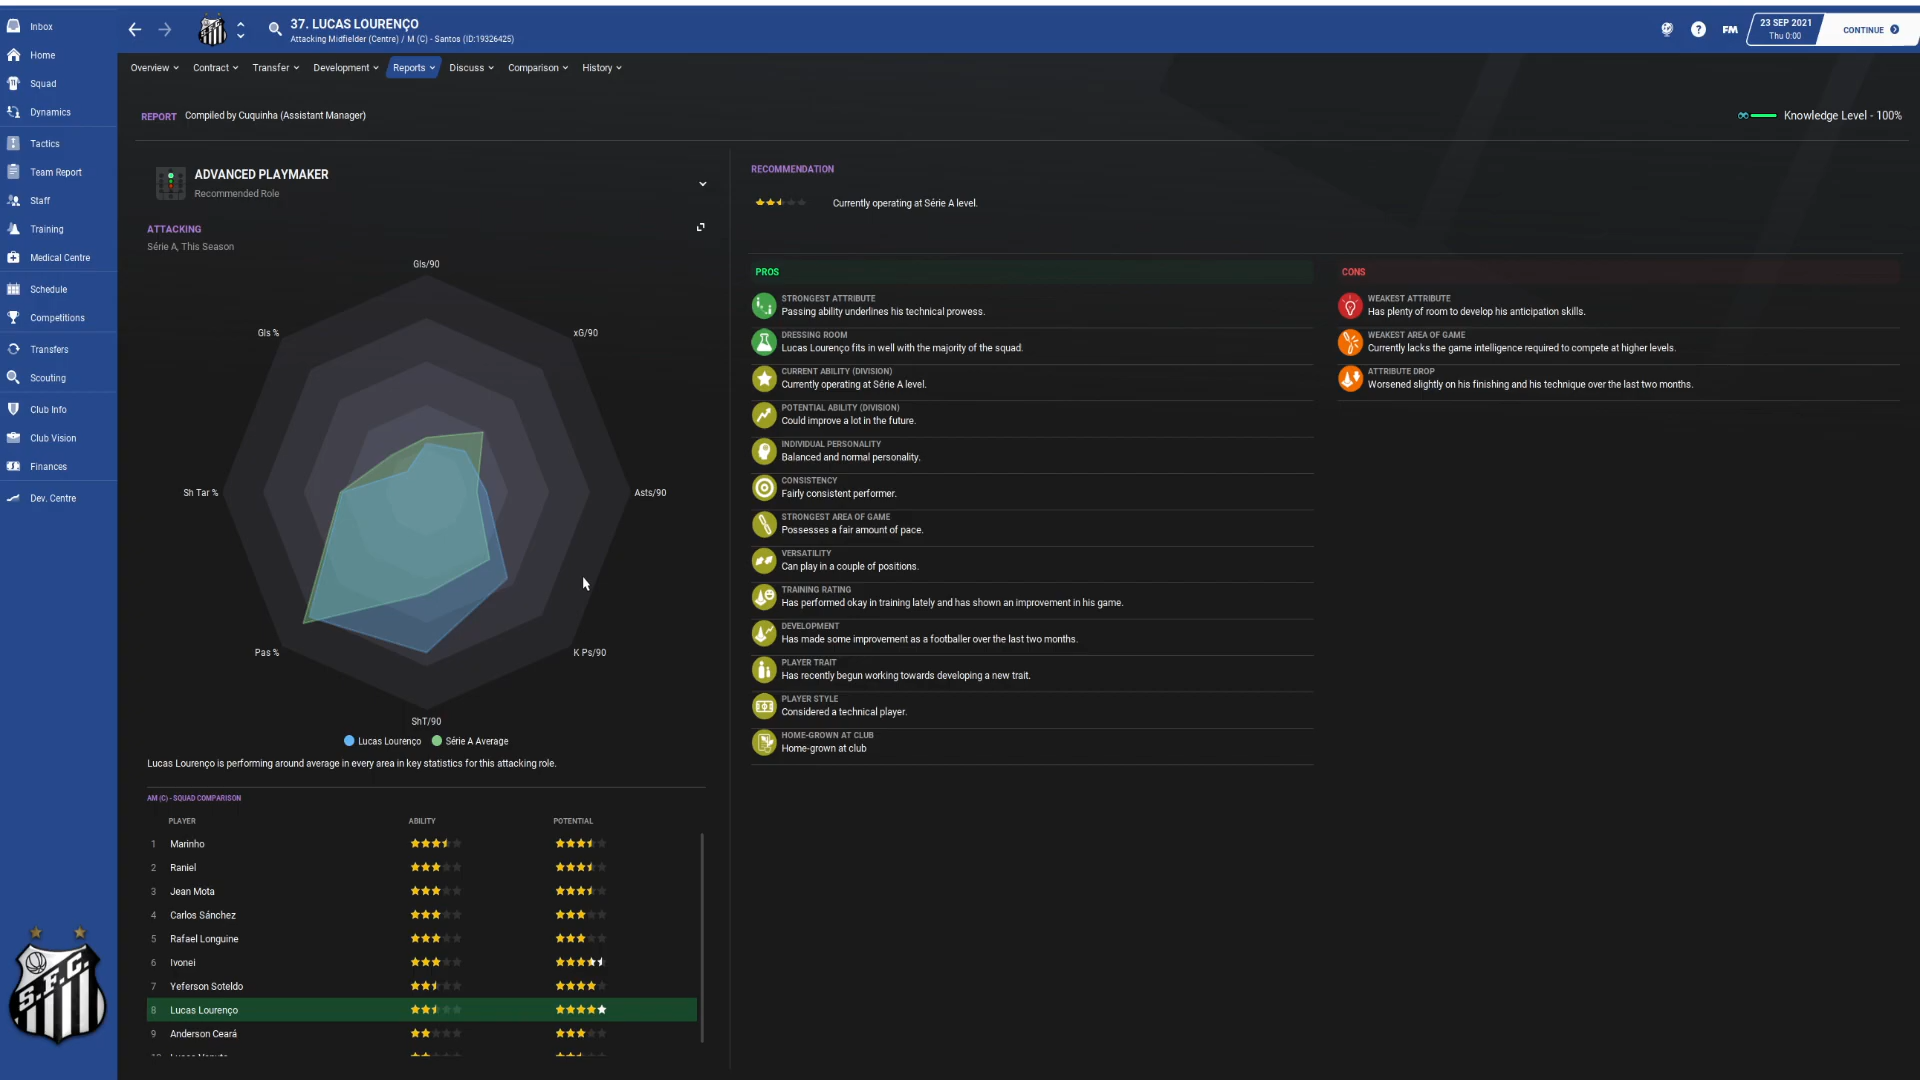 Inbox
Home
Squad
Dynamics
Tactics
Team Report
Staff
Training
Medical Centre
Schedule
Competitions
Transfers
Scouting
Club Info
Club Vision
Finances
Dev. Centre
S.F.C.
37. LUCAS LOURENÇO
Attacking Midfielder (Centre) / M (C) - Santos (ID:19326425)
?
FM
23 SEP 2021
Thu 0:00
CONTINUE
Overview
Contract
Transfer
Development
Reports
Discuss
Comparison
History
REPORT Compiled by Cuquinha (Assistant Manager)
Knowledge Level - 100%
ADVANCED PLAYMAKER
Recommended Role
ATTACKING
Série A, This Season
Gls/90
xG/90
Asts/90
K Ps/90
ShT/90
Pas %
Sh Tar %
Gls %
Lucas Lourenço
Série A Average
Lucas Lourenço is performing around average in every area in key statistics for this attacking role.
AM (C) - SQUAD COMPARISON
PLAYER ABILITY POTENTIAL
1 Marinho
2 Raniel
3 Jean Mota
4 Carlos Sánchez
5 Rafael Longuine
6 Ivonei
7 Yeferson Soteldo
8 Lucas Lourenço
9 Anderson Ceará
RECOMMENDATION
Currently operating at Série A level.
PROS
STRONGEST ATTRIBUTE
Passing ability underlines his technical prowess.
DRESSING ROOM
Lucas Lourenço fits in well with the majority of the squad.
CURRENT ABILITY (DIVISION)
Currently operating at Série A level.
POTENTIAL ABILITY (DIVISION)
Could improve a lot in the future.
INDIVIDUAL PERSONALITY
Balanced and normal personality.
CONSISTENCY
Fairly consistent performer.
STRONGEST AREA OF GAME
Possesses a fair amount of pace.
VERSATILITY
Can play in a couple of positions.
TRAINING RATING
Has performed okay in training lately and has shown an improvement in his game.
DEVELOPMENT
Has made some improvement as a footballer over the last two months.
PLAYER TRAIT
Has recently begun working towards developing a new trait.
PLAYER STYLE
Considered a technical player.
HOME-GROWN AT CLUB
Home-grown at club
CONS
WEAKEST ATTRIBUTE
Has plenty of room to develop his anticipation skills.
WEAKEST AREA OF GAME
Currently lacks the game intelligence required to compete at higher levels.
ATTRIBUTE DROP
Worsened slightly on his finishing and his technique over the last two months.